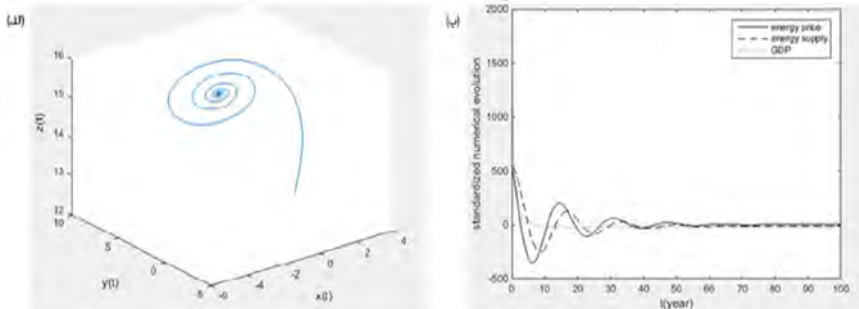 (الف)
z(t)
16
15
14
13
12
10
5
0
-5
y(t)
-6
-4
-2
0
2
4
x(t)
(ب)
standardized numerical evolution
2000
1500
1000
500
0
-500
energy price
energy supply
GDP
0 10 20 30 40 50 60 70 80 90 100
t(year)